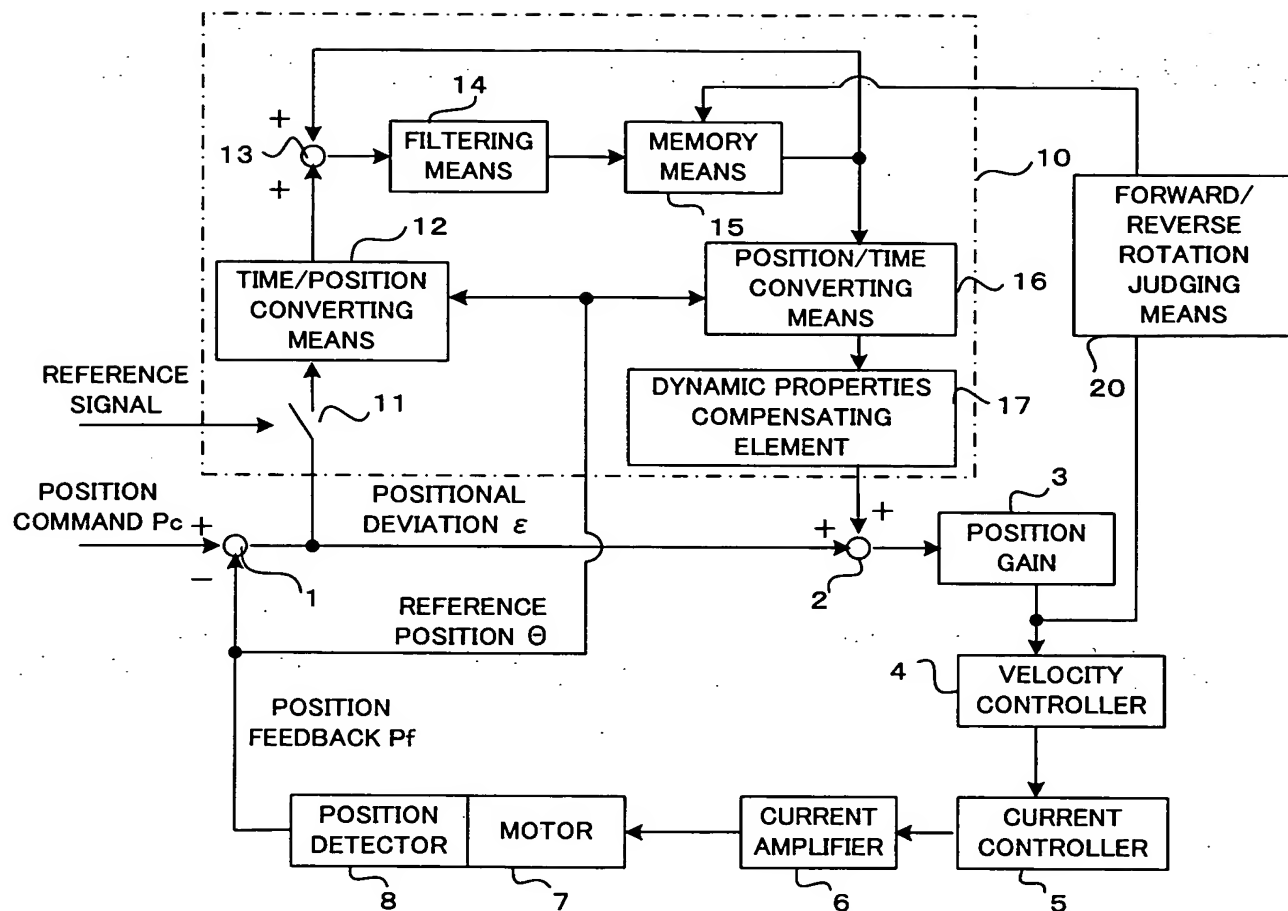 14
+
13
+
FILTERING
MEANS
MEMORY
MEANS
15
10
FORWARD/
REVERSE
ROTATION
JUDGING
MEANS
20
12
TIME/POSITION
CONVERTING
MEANS
POSITION/TIME
CONVERTING
MEANS
16
REFERENCE
SIGNAL
11
DYNAMIC PROPERTIES
COMPENSATING
ELEMENT
17
POSITION
COMMAND Pc
+
−
1
POSITIONAL
DEVIATION ε
+
+
2
3
POSITION
GAIN
REFERENCE
POSITION Θ
4
VELOCITY
CONTROLLER
POSITION
FEEDBACK Pf
POSITION
DETECTOR
8
MOTOR
7
CURRENT
AMPLIFIER
6
CURRENT
CONTROLLER
5